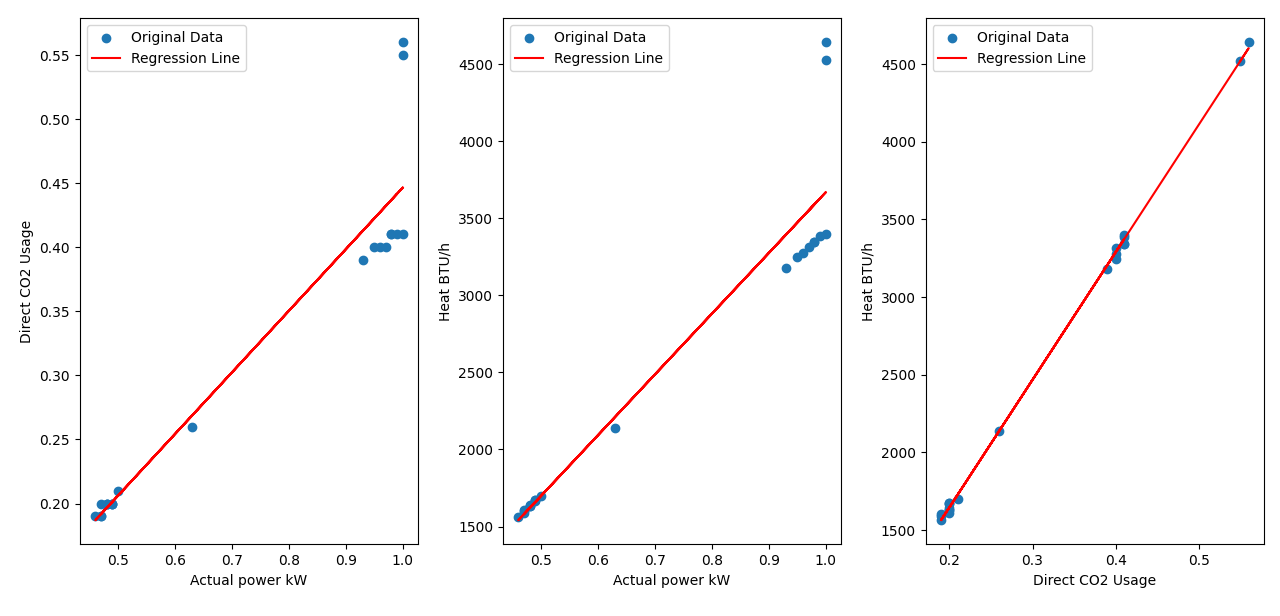 Original Data
Regression Line
0.55
0.50
0.45
0.40
0.35
0.30
0.25
0.20
Direct CO2 Usage
0.5 0.6 0.7 0.8 0.9 1.0
Actual power kW
Original Data
Regression Line
4500
4000
3500
3000
2500
2000
1500
Heat BTU/h
0.5 0.6 0.7 0.8 0.9 1.0
Actual power kW
Original Data
Regression Line
4500
4000
3500
3000
2500
2000
1500
Heat BTU/h
0.2 0.3 0.4 0.5
Direct CO2 Usage